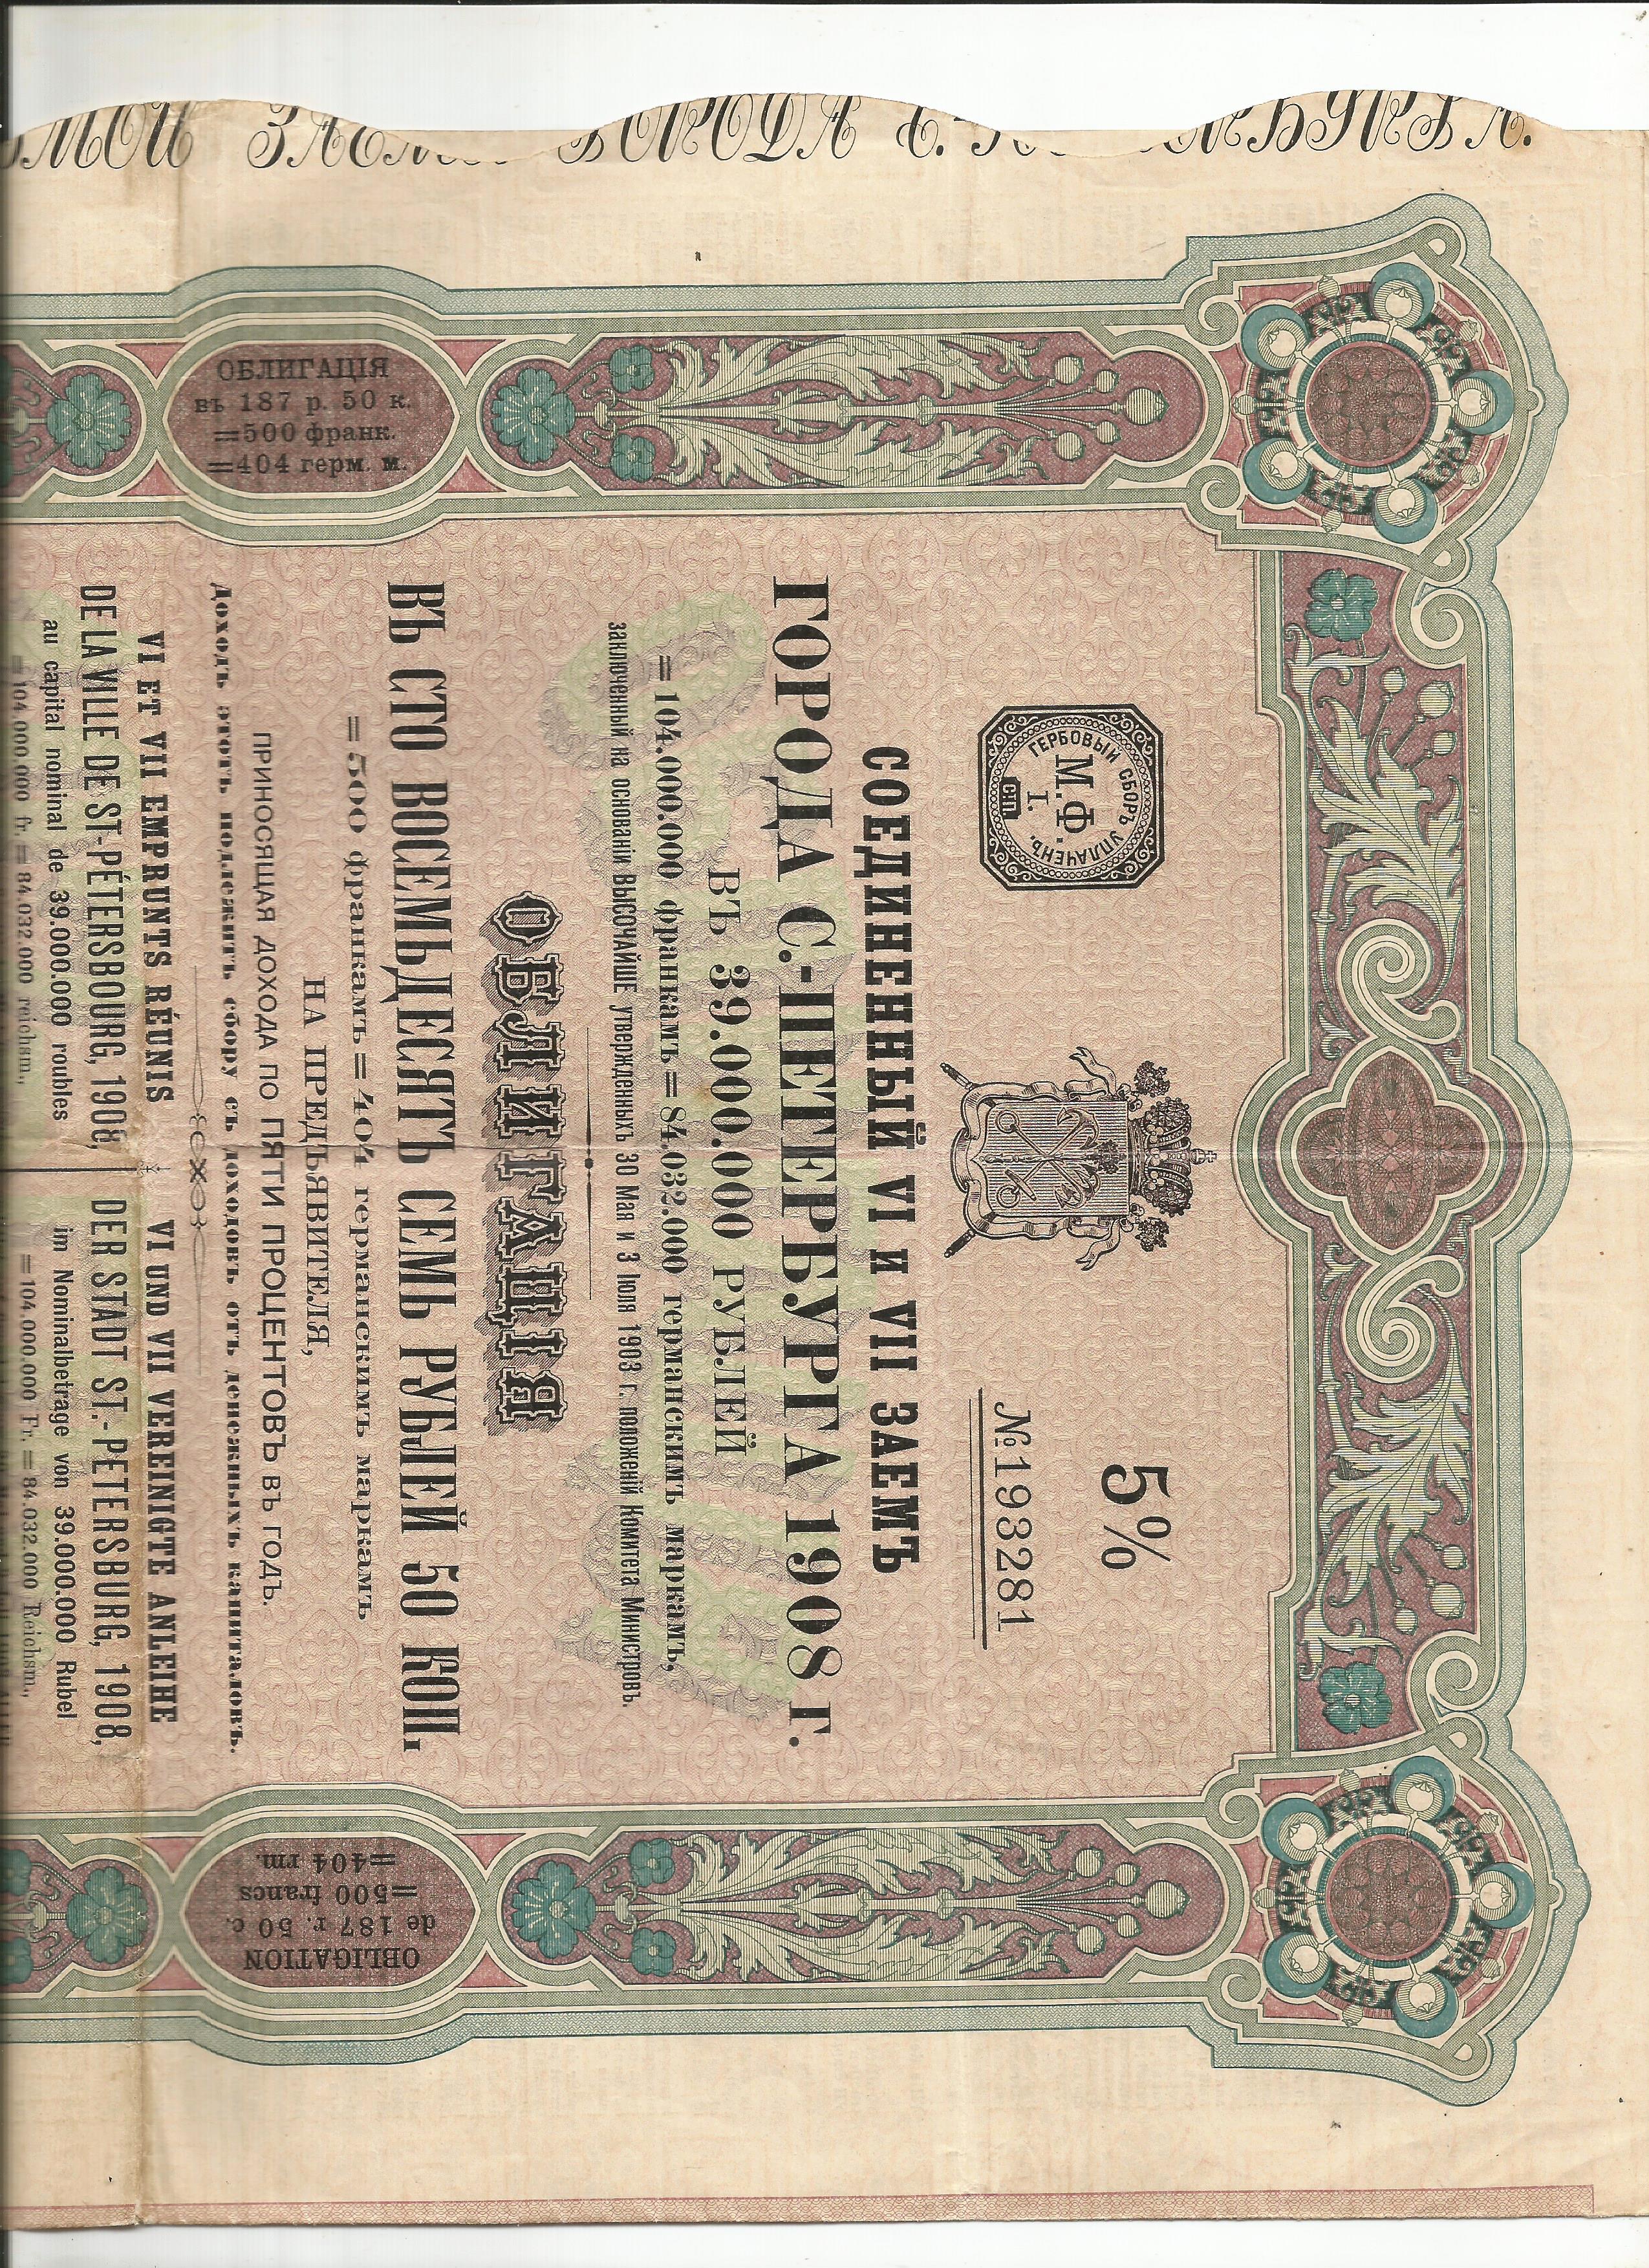 ЗАЕМ ГОРОДА С.-ПЕТЕРБУРГА.
5%
№193281
ГЕРБОВЫЙ СБОРЪ УПЛАЧЕНЪ.
М.Ф.
I.
С:П
СОЕДИНЕННЫЙ VI и VII ЗАЕМЪ
ГОРОДА С.-ПЕТЕРБУРГА 1908 Г.
ВЪ 39.000.000 РУБЛЕЙ
=104.000.000 франкамъ=84.032.000 германскимъ маркамъ,
заключенный на основаніи ВЫСОЧАЙШЕ утвержденныхъ 30 Мая и 3 Іюля 1903 г. положеній Комитета Министровъ.
ОБЛИГАЦІЯ
ВЪ СТО ВОСЕМЬДЕСЯТЬ СЕМЬ РУБЛЕЙ 50 КОП.
=500 франкамъ=404 германскимъ маркамъ
НА ПРЕДЪЯВИТЕЛЯ,
ПРИНОСЯЩАЯ ДОХОДА ПО ПЯТИ ПРОЦЕНТОВЪ ВЪ ГОДЪ.
доходъ этотъ подлежитъ сбору съ доходовъ отъ денежныхъ капиталовъ.
VI ET VII EMPRUNTS RÉUNIS
DE LA VILLE DE ST-PÉTERSBOURG, 1908,
au capital nominal de 39.000.000 roubles
=104.000.000 fr.=84.032.000 reichsm.,
VI UND VII VEREINIGTE ANLEIHE
DER STADT ST.-PETERSBURG, 1908,
im Nominalbetrage von 39.000.000 Rubel
=104.000.000 Fr.=84.032.000 Reichsm.,
ОБЛИГАЦІЯ
въ 187 р. 50 к.
=500 франк.
=404 герм. м.
OBLIGATION
de 187 r. 50 c.
=500 francs
=404 rm.